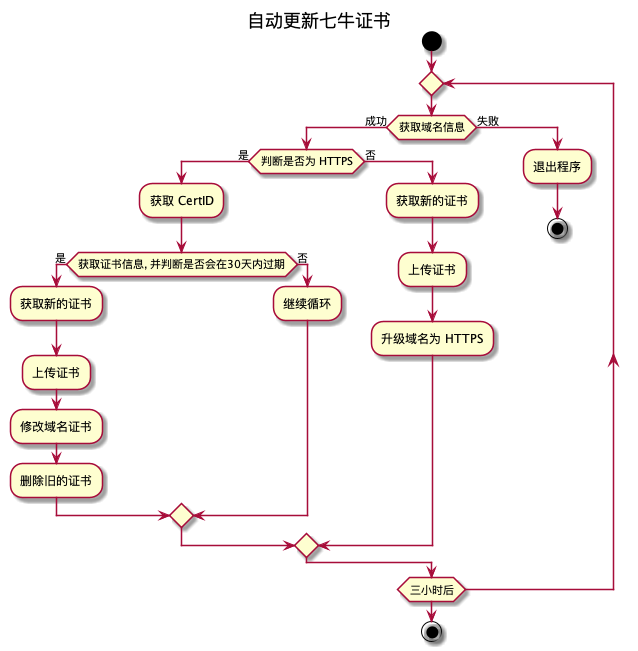 自动更新七牛证书
成功
获取域名信息
失败
是
判断是否为 HTTPS
否
退出程序
获取 CertID
获取新的证书
是
获取证书信息, 并判断是否会在30天内过期
否
上传证书
获取新的证书
继续循环
升级域名为 HTTPS
上传证书
修改域名证书
删除旧的证书
三小时后